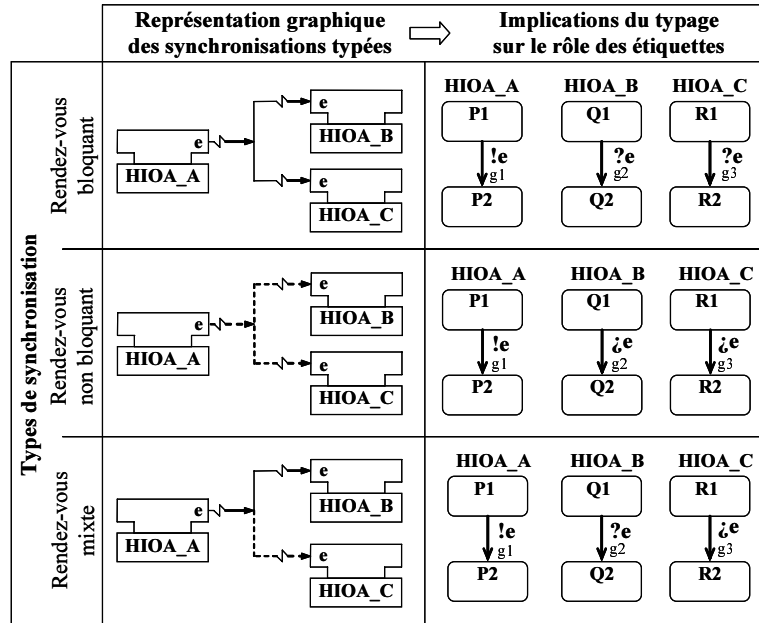 Représentation graphique
des synchronisations typées
Implications du typage
sur le rôle des étiquettes
Types de synchronisation
Rendez-vous
bloquant
e
HIOA_A
e
HIOA_B
e
HIOA_C
HIOA_A HIOA_B HIOA_C
P1 Q1 R1
!e ?e ?e
g1 g2 g3
P2 Q2 R2
Rendez-vous
non bloquant
e
HIOA_A
e
HIOA_B
e
HIOA_C
HIOA_A HIOA_B HIOA_C
P1 Q1 R1
!e ¿e ¿e
g1 g2 g3
P2 Q2 R2
Rendez-vous
mixte
e
HIOA_A
e
HIOA_B
e
HIOA_C
HIOA_A HIOA_B HIOA_C
P1 Q1 R1
!e ?e ¿e
g1 g2 g3
P2 Q2 R2